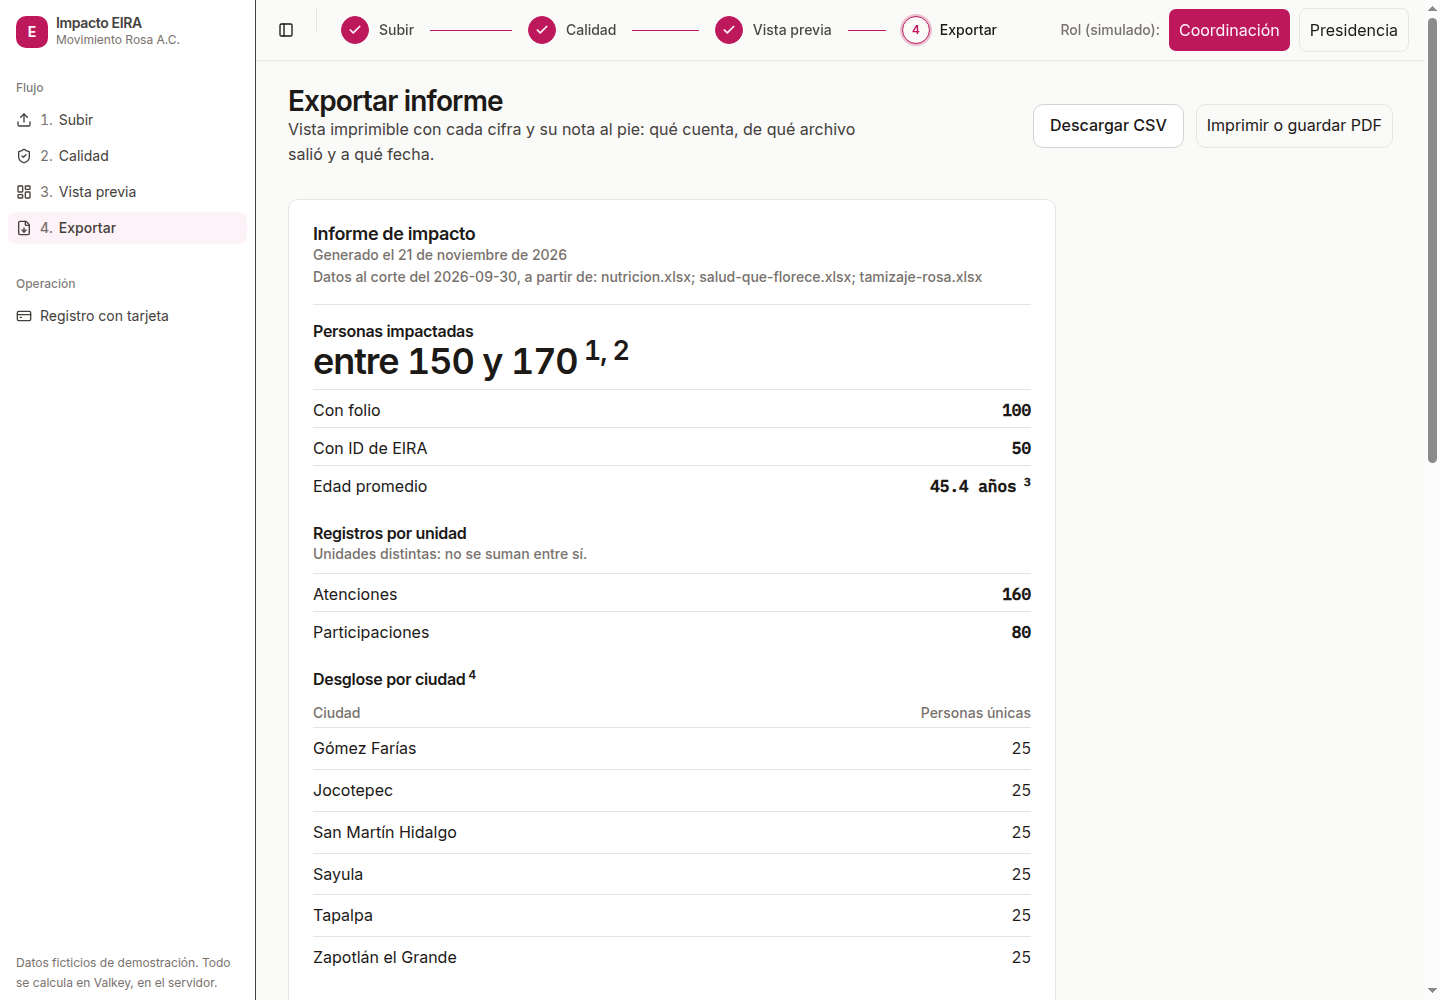 E
Impacto EIRA
Movimiento Rosa A.C.
Flujo
1. Subir
2. Calidad
3. Vista previa
4. Exportar
Operación
Registro con tarjeta
Datos ficticios de demostración. Todo
se calcula en Valkey, en el servidor.
Subir
Calidad
Vista previa
4 Exportar
Rol (simulado): Coordinación Presidencia
Exportar informe
Vista imprimible con cada cifra y su nota al pie: qué cuenta, de qué archivo
salió y a qué fecha.
Descargar CSV
Imprimir o guardar PDF
Informe de impacto
Generado el 21 de noviembre de 2026
Datos al corte del 2026-09-30, a partir de: nutricion.xlsx; salud-que-florece.xlsx; tamizaje-rosa.xlsx
Personas impactadas
entre 150 y 170 1, 2
Con folio 100
Con ID de EIRA 50
Edad promedio 45.4 años 3
Registros por unidad
Unidades distintas: no se suman entre sí.
Atenciones 160
Participaciones 80
Desglose por ciudad 4
Ciudad Personas únicas
Gómez Farías 25
Jocotepec 25
San Martín Hidalgo 25
Sayula 25
Tapalpa 25
Zapotlán el Grande 25